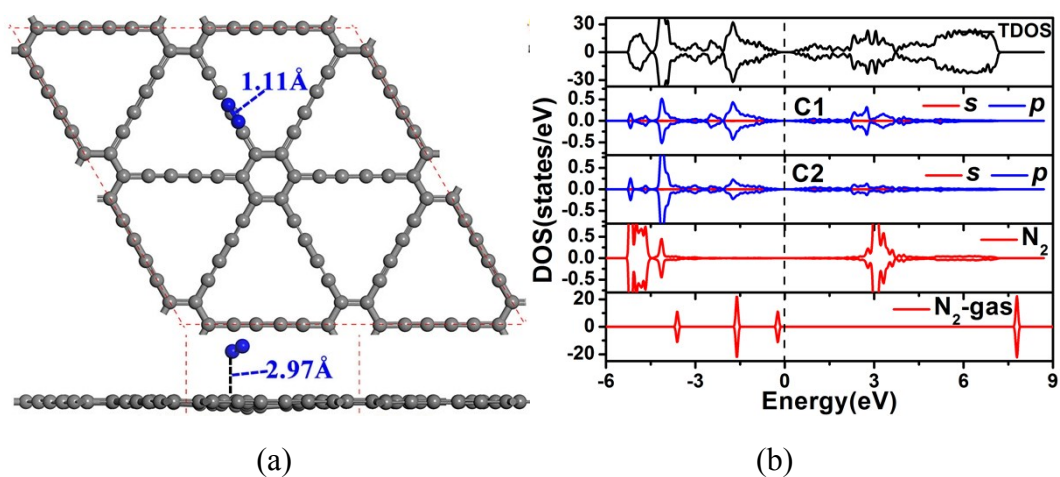 1.11Å
2.97Å
(a)
(b)
DOS(states/eV)
30
0
-30
TDOS
0.5
0.0
-0.5
C1
s
p
0.5
0.0
-0.5
C2
s
p
0.5
0.0
-0.5
N₂
20
0
-20
N₂-gas
-6
-3
0
3
6
9
Energy(eV)